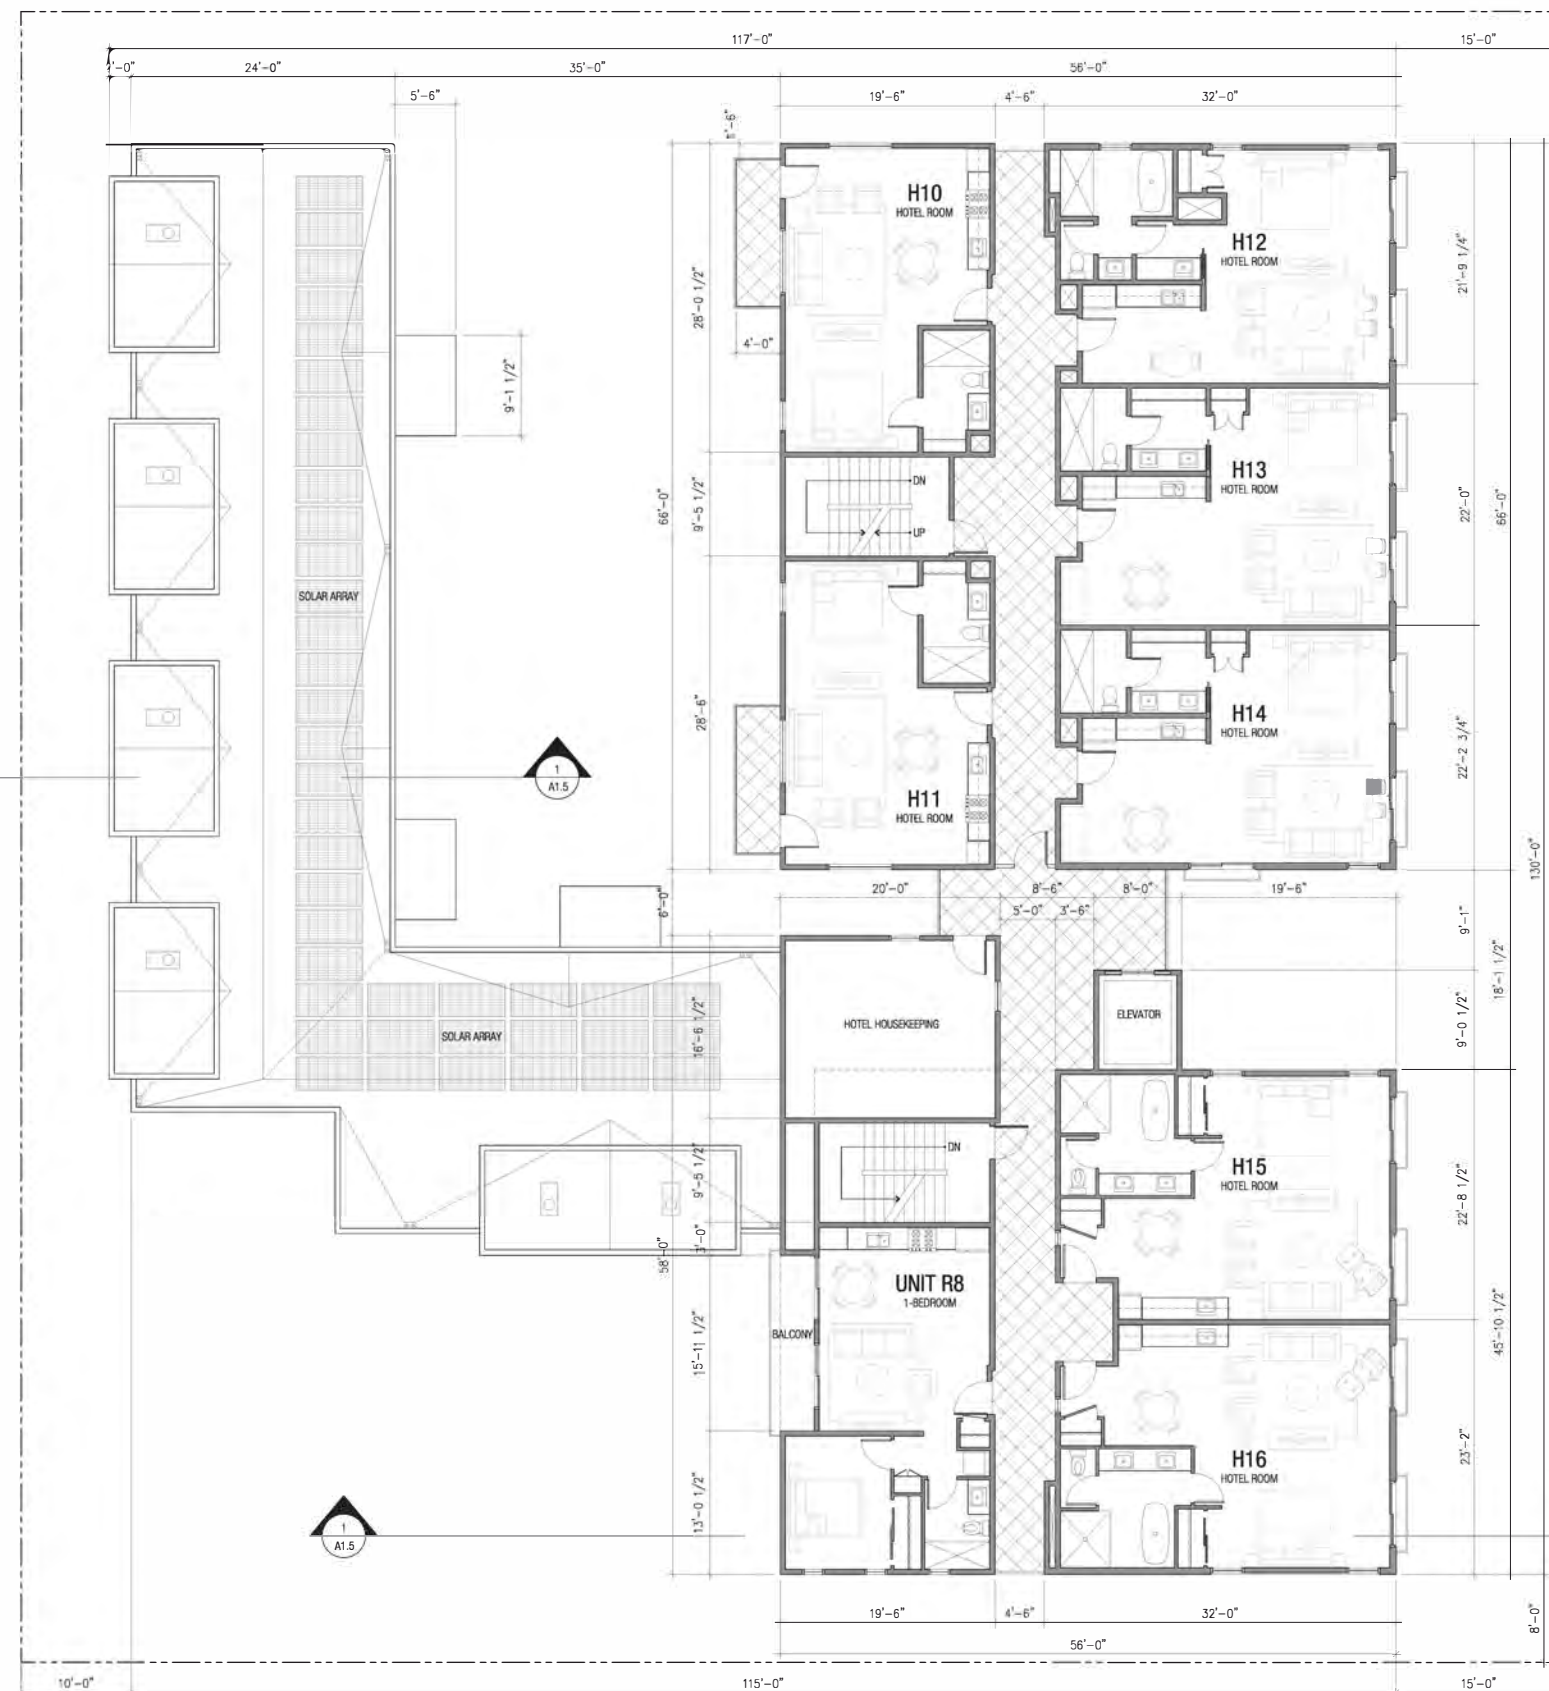 117'-0"
15'-0"
24'-0"
35'-0"
56'-0"
5'-6"
19'-6"
4'-6"
32'-0"
H10
HOTEL ROOM
H12
HOTEL ROOM
21'-9 1/4"
28'-0 1/2"
4'-0"
9'-1 1/2"
H13
HOTEL ROOM
DN
UP
9'-5 1/2"
66'-0"
22'-0"
66'-0"
SOLAR ARRAY
28'-6"
H14
HOTEL ROOM
22'-2 3/4"
1
A1.5
H11
HOTEL ROOM
130'-0"
20'-0"
8'-6"
8'-0"
19'-6"
6'-0"
5'-0"
3'-6"
9'-1"
18'-1 1/2"
HOTEL HOUSEKEEPING
ELEVATOR
SOLAR ARRAY
16'-6 1/2"
9'-0 1/2"
DN
9'-5 1/2"
H15
HOTEL ROOM
22'-8 1/2"
3'-0"
58'-0"
UNIT R8
1-BEDROOM
BALCONY
15'-11 1/2"
45'-10 1/2"
H16
HOTEL ROOM
23'-2"
13'-0 1/2"
1
A1.5
19'-6"
4'-6"
32'-0"
8'-0"
56'-0"
10'-0"
115'-0"
15'-0"